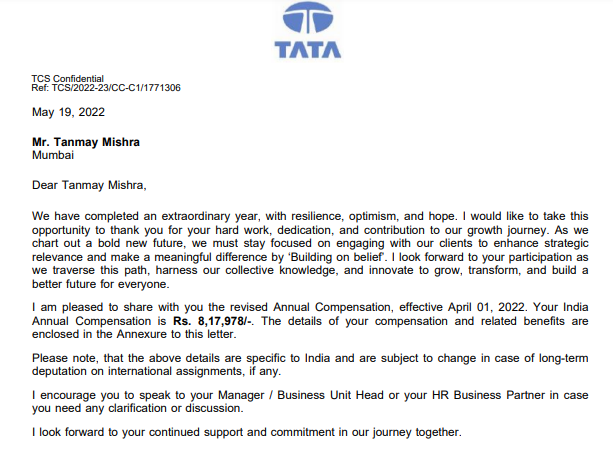 TATA
TCS Confidential
Ref: TCS/2022-23/CC-C1/1771306
May 19, 2022
Mr. Tanmay Mishra
Mumbai
Dear Tanmay Mishra,
We have completed an extraordinary year, with resilience, optimism, and hope. I would like to take this
opportunity to thank you for your hard work, dedication, and contribution to our growth journey. As we
chart out a bold new future, we must stay focused on engaging with our clients to enhance strategic
relevance and make a meaningful difference by ‘Building on belief’. I look forward to your participation as
we traverse this path, harness our collective knowledge, and innovate to grow, transform, and build a
better future for everyone.
I am pleased to share with you the revised Annual Compensation, effective April 01, 2022. Your India
Annual Compensation is Rs. 8,17,978/-. The details of your compensation and related benefits are
enclosed in the Annexure to this letter.
Please note, that the above details are specific to India and are subject to change in case of long-term
deputation on international assignments, if any.
I encourage you to speak to your Manager / Business Unit Head or your HR Business Partner in case
you need any clarification or discussion.
I look forward to your continued support and commitment in our journey together.